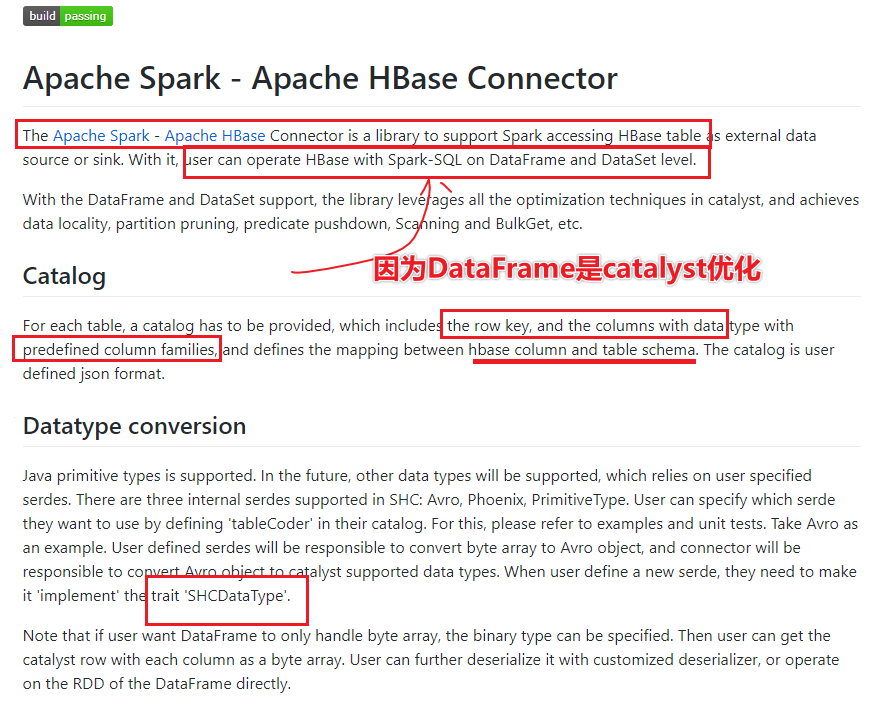 build passing
Apache Spark - Apache HBase Connector
The Apache Spark - Apache HBase Connector is a library to support Spark accessing HBase table as external data
source or sink. With it, user can operate HBase with Spark-SQL on DataFrame and DataSet level.
With the DataFrame and DataSet support, the library leverages all the optimization techniques in catalyst, and achieves
data locality, partition pruning, predicate pushdown, Scanning and BulkGet, etc.
因为DataFrame是catalyst优化
Catalog
For each table, a catalog has to be provided, which includes the row key, and the columns with data type with
predefined column families, and defines the mapping between hbase column and table schema. The catalog is user
defined json format.
Datatype conversion
Java primitive types is supported. In the future, other data types will be supported, which relies on user specified
serdes. There are three internal serdes supported in SHC: Avro, Phoenix, PrimitiveType. User can specify which serde
they want to use by defining 'tableCoder' in their catalog. For this, please refer to examples and unit tests. Take Avro as
an example. User defined serdes will be responsible to convert byte array to Avro object, and connector will be
responsible to convert Avro object to catalyst supported data types. When user define a new serde, they need to make
it 'implement' the trait 'SHCDataType'.
Note that if user want DataFrame to only handle byte array, the binary type can be specified. Then user can get the
catalyst row with each column as a byte array. User can further deserialize it with customized deserializer, or operate
on the RDD of the DataFrame directly.